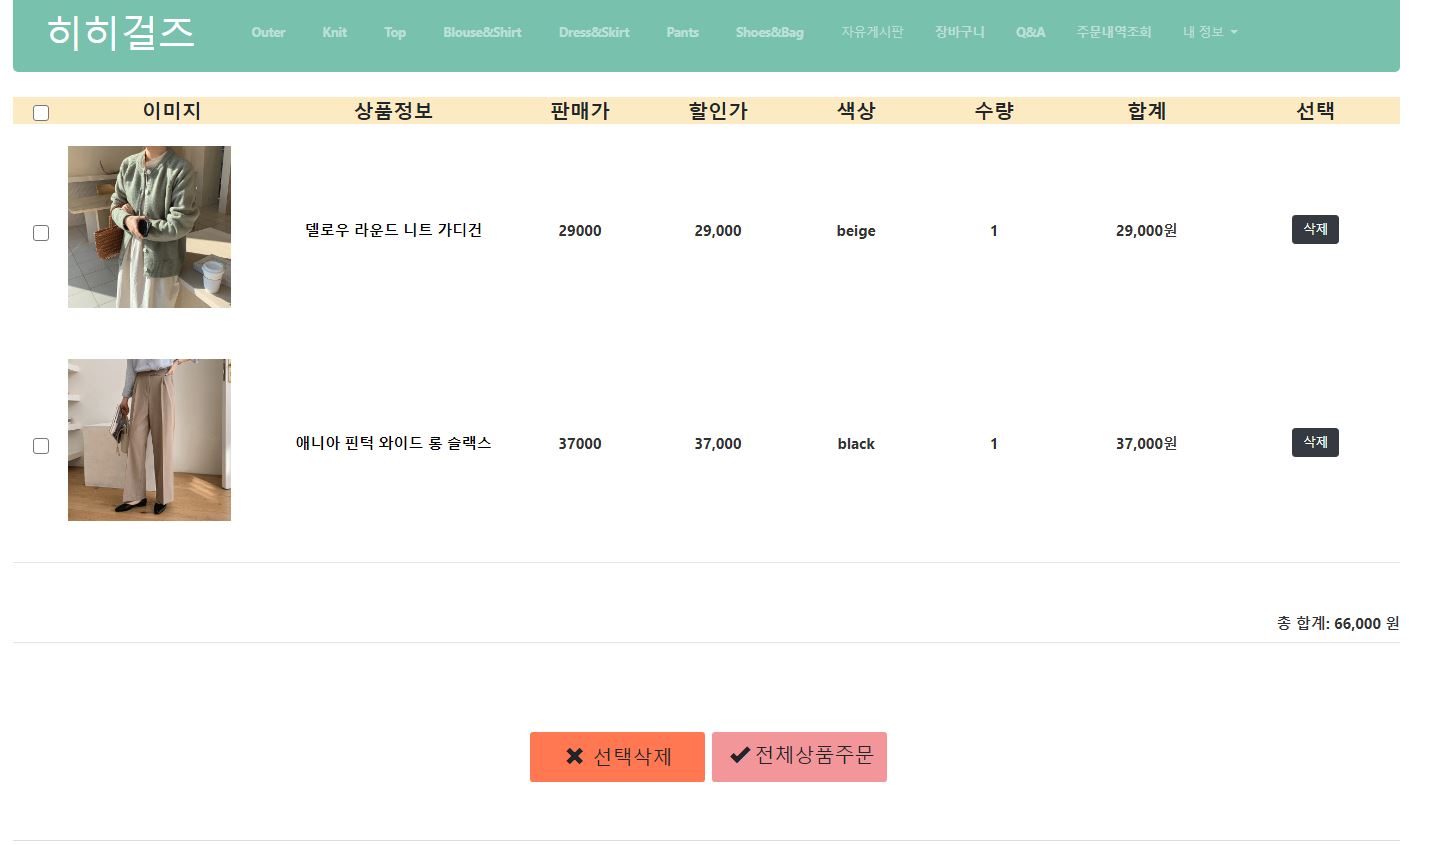 히히걸즈 Outer Knit Top Blouse&Shirt Dress&Skirt Pants Shoes&Bag 자유게시판 장바구니 Q&A 주문내역조회 내 정보
이미지 상품정보 판매가 할인가 색상 수량 합계 선택
델로우 라운드 니트 가디건 29000 29,000 beige 1 29,000원 삭제
애니아 핀턱 와이드 롱 슬랙스 37000 37,000 black 1 37,000원 삭제
총 합계: 66,000 원
선택삭제 전체상품주문